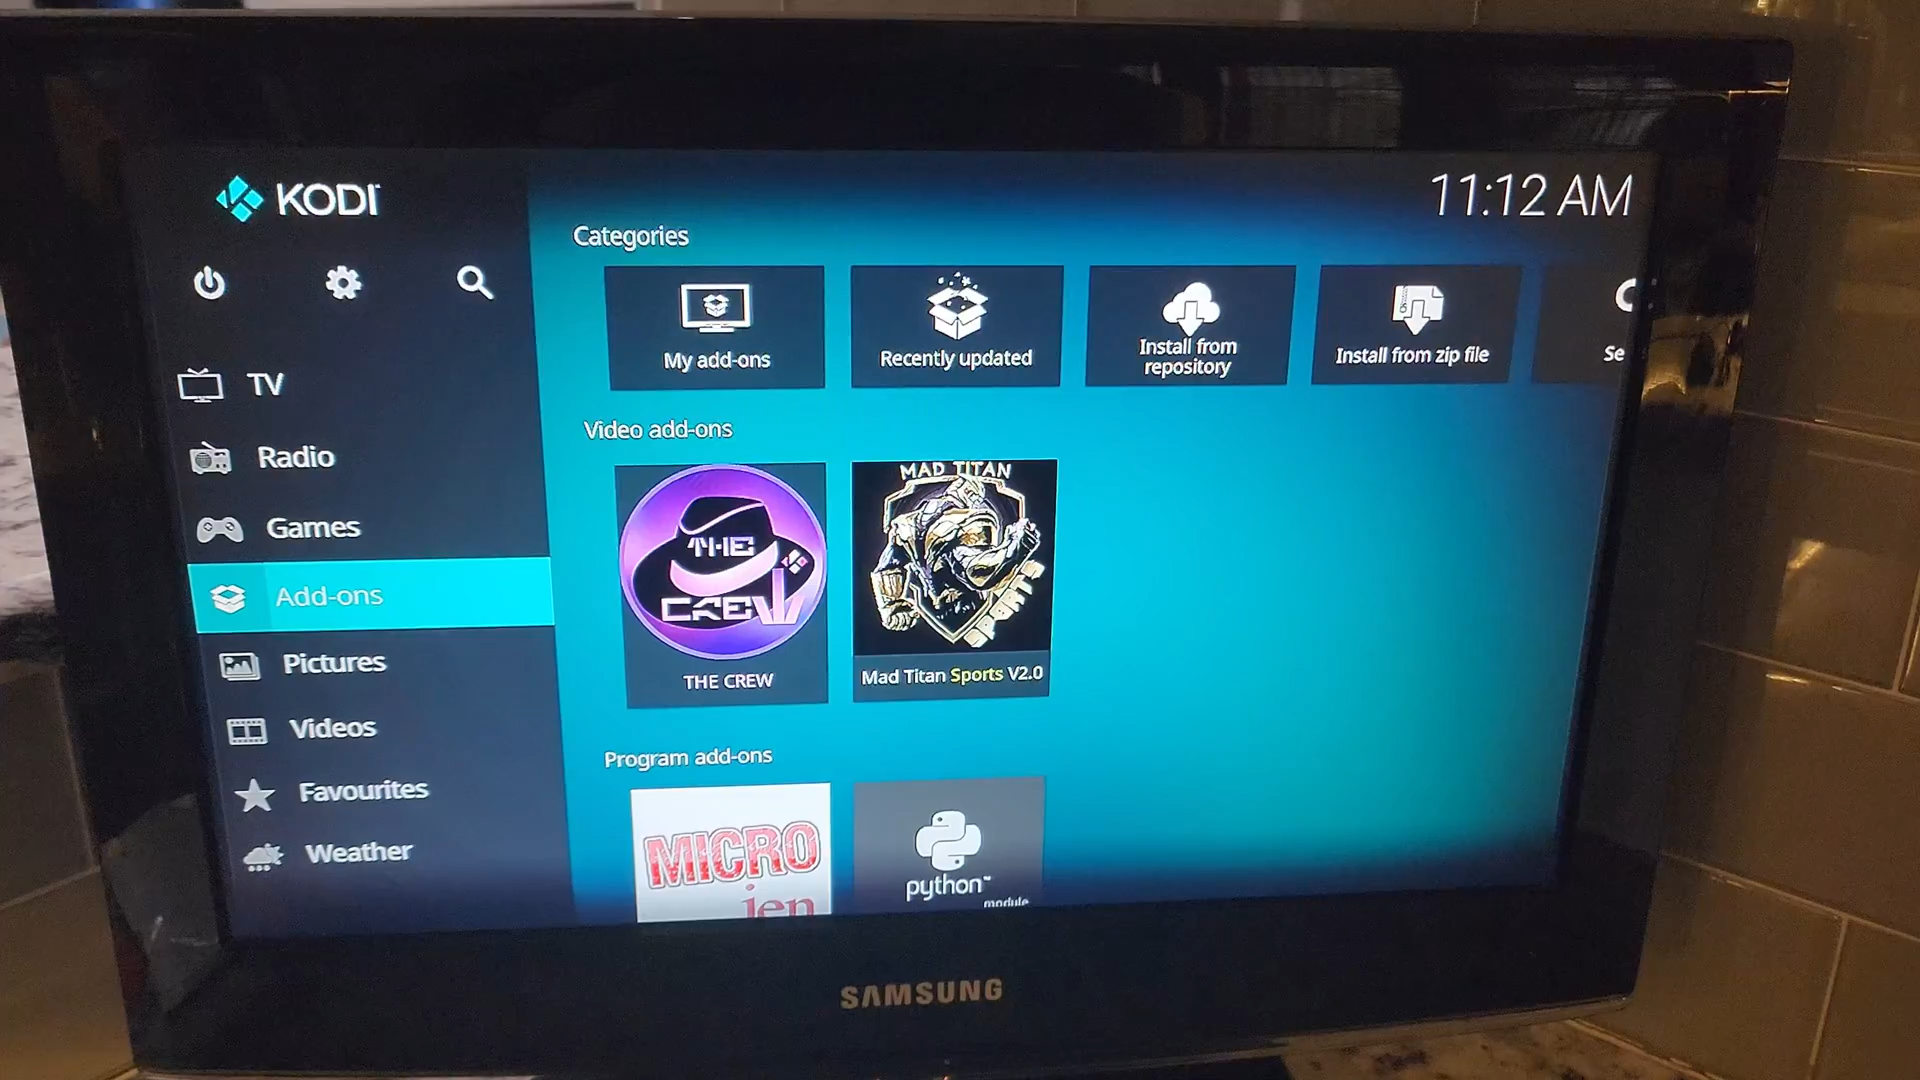 KODI
11:12 AM
TV
Radio
Games
Add-ons
Pictures
Videos
Favourites
Weather
Categories
My add-ons
Recently updated
Install from
repository
Install from zip file
Se
Video add-ons
THE
CREW
THE CREW
MAD TITAN
SPORTS
Mad Titan Sports V2.0
Program add-ons
MICRO
jen
python™
module
SAMSUNG